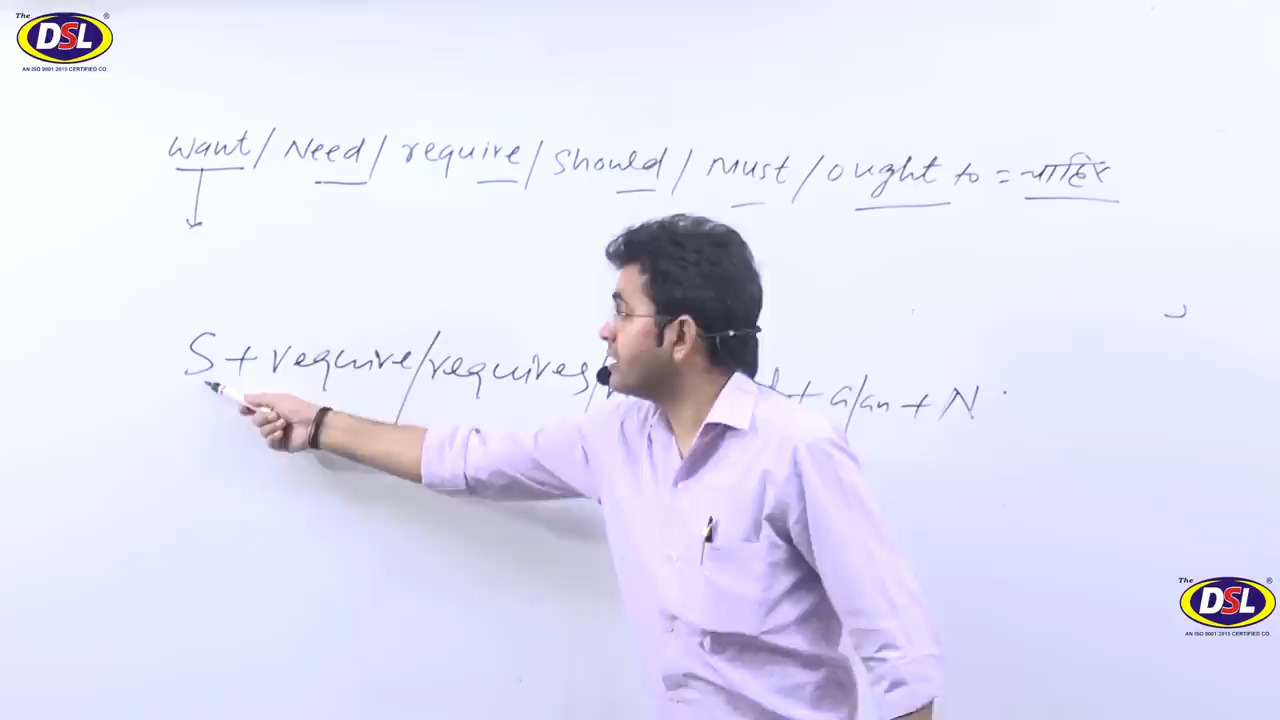 The DSL ®
AN ISO 9001:2015 CERTIFIED CO.
Want / Need / require / Should / Must / ought to = चाहिए
S + require/requires/ + a/an + N .
The DSL ®
AN ISO 9001:2015 CERTIFIED CO.